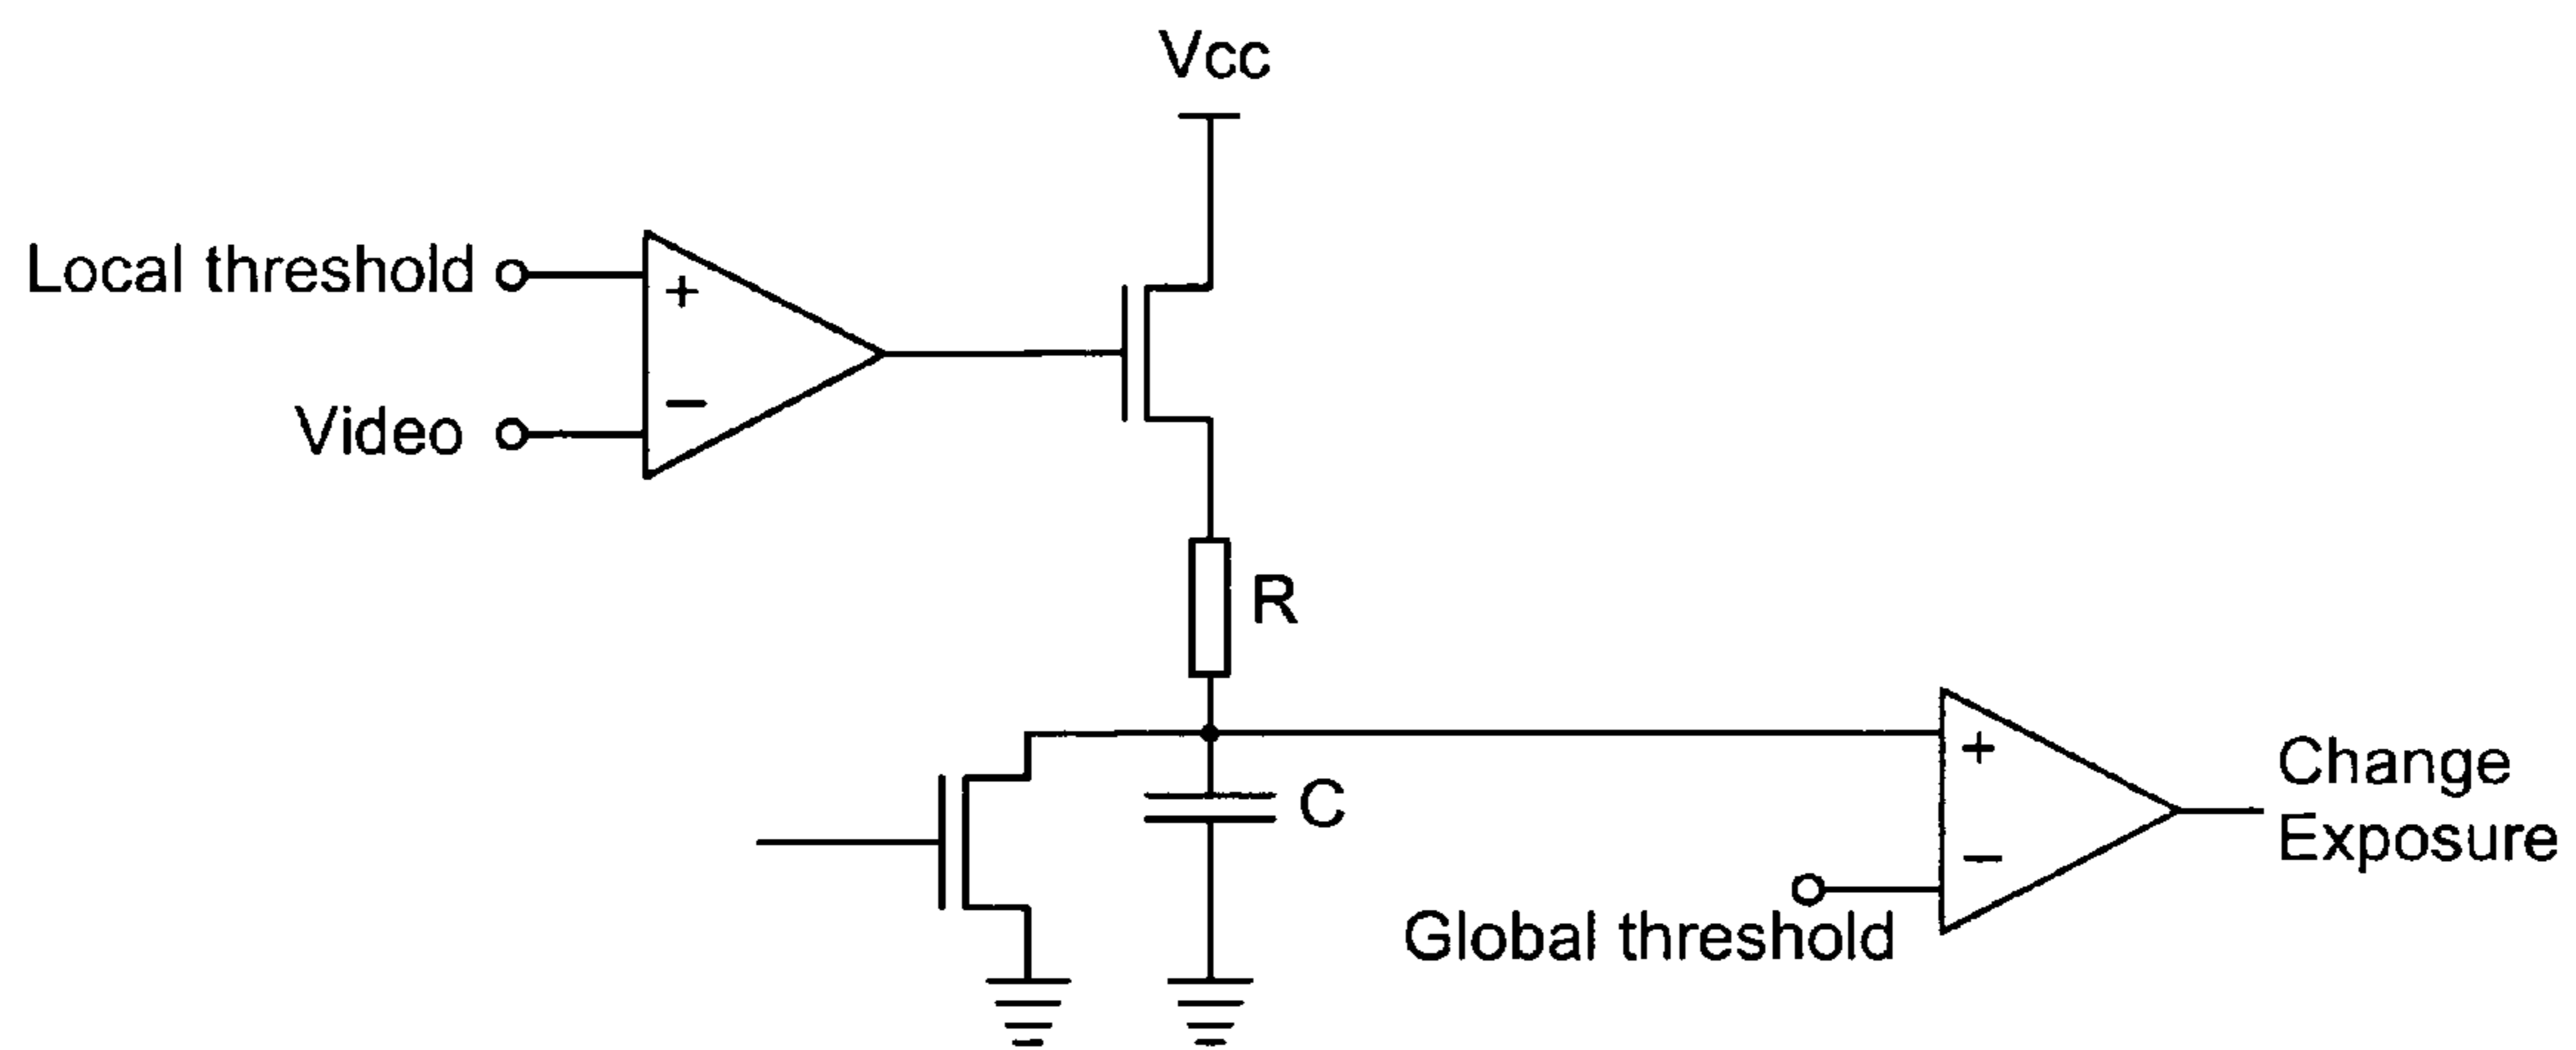 Vcc
Local threshold
+
Video
−
R
C
+
−
Change
Exposure
Global threshold